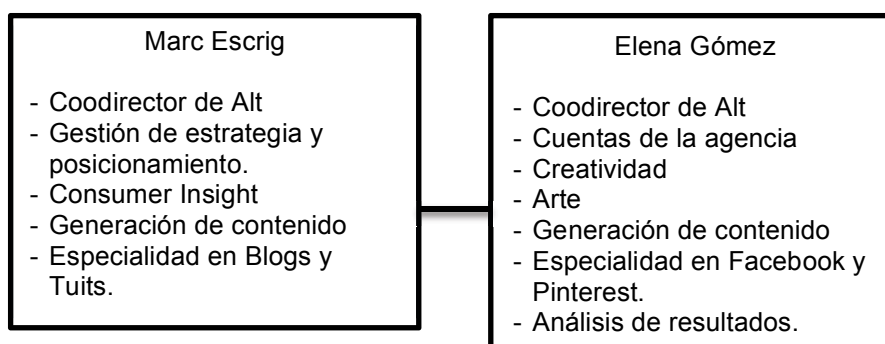 Marc Escrig
- Coodirector de Alt
- Gestión de estrategia y
posicionamiento.
- Consumer Insight
- Generación de contenido
- Especialidad en Blogs y
Tuits.
Elena Gómez
- Coodirector de Alt
- Cuentas de la agencia
- Creatividad
- Arte
- Generación de contenido
- Especialidad en Facebook y
Pinterest.
- Análisis de resultados.